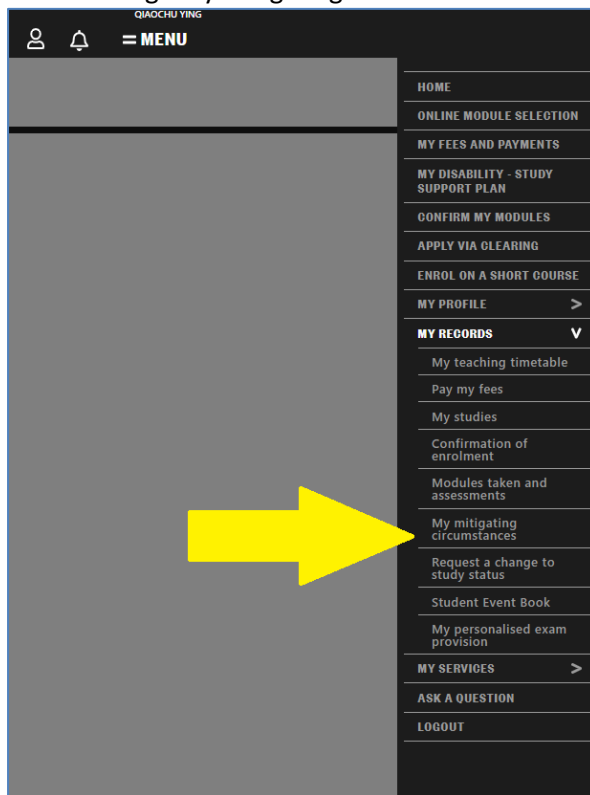 QIAOCHU YING
MENU
HOME
ONLINE MODULE SELECTION
MY FEES AND PAYMENTS
MY DISABILITY - STUDY
SUPPORT PLAN
CONFIRM MY MODULES
APPLY VIA CLEARING
ENROL ON A SHORT COURSE
MY PROFILE >
MY RECORDS V
My teaching timetable
Pay my fees
My studies
Confirmation of
enrolment
Modules taken and
assessments
My mitigating
circumstances
Request a change to
study status
Student Event Book
My personalised exam
provision
MY SERVICES >
ASK A QUESTION
LOGOUT